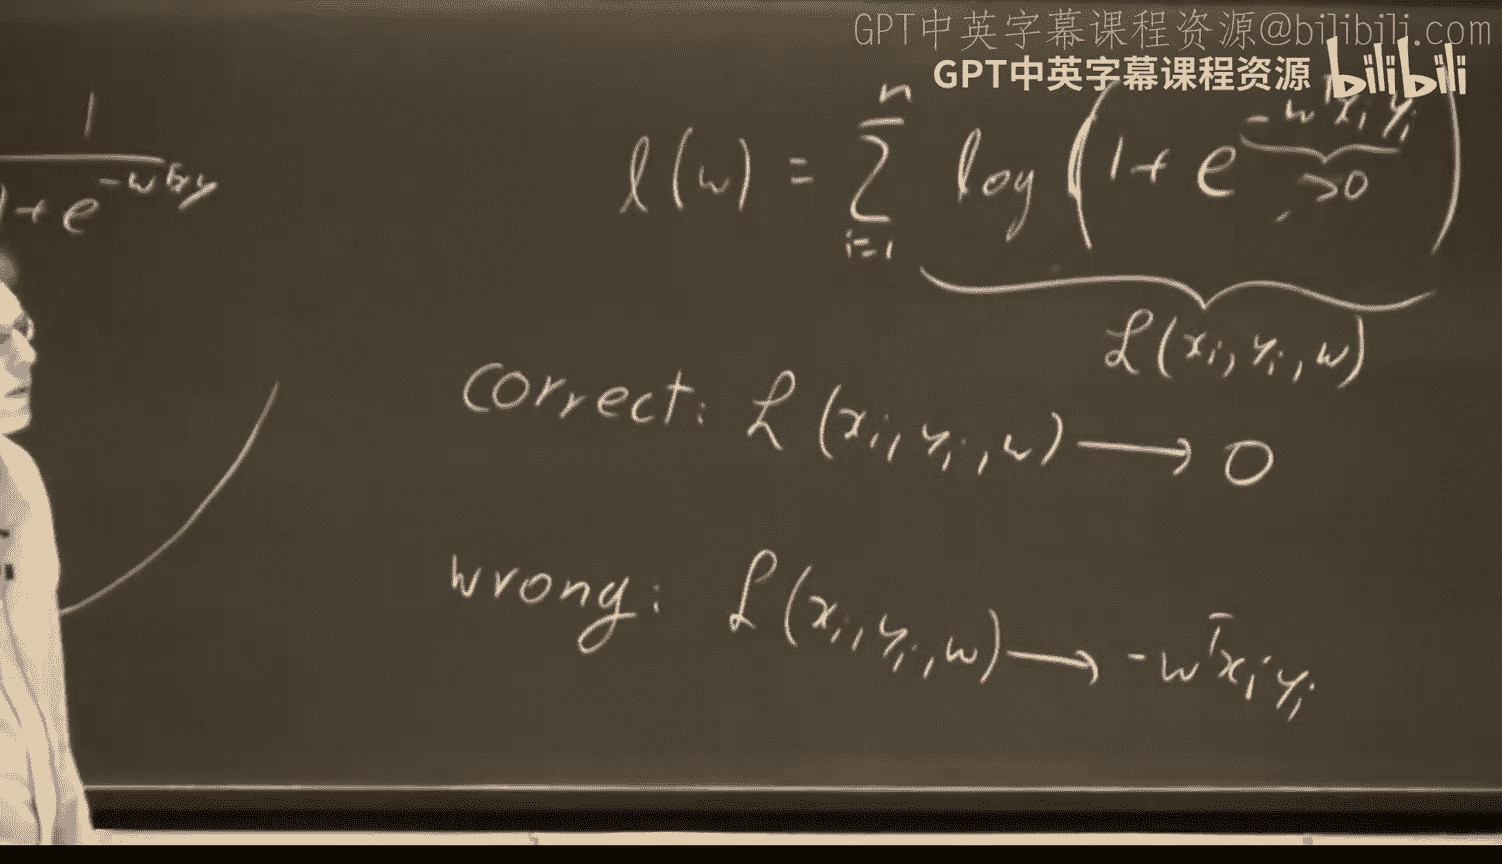 GPT中英字幕课程资源@bilibili.com
GPT中英字幕课程资源 bilibili
1
1 + e^{-w^T x y}
l(w) = \sum_{i=1}^{n} log(1 + e^{-w^T x_i y_i})
>0
L(x_i, y_i, w)
correct: L(x_i, y_i, w) → 0
wrong: L(x_i, y_i, w) → -w^T x_i y_i